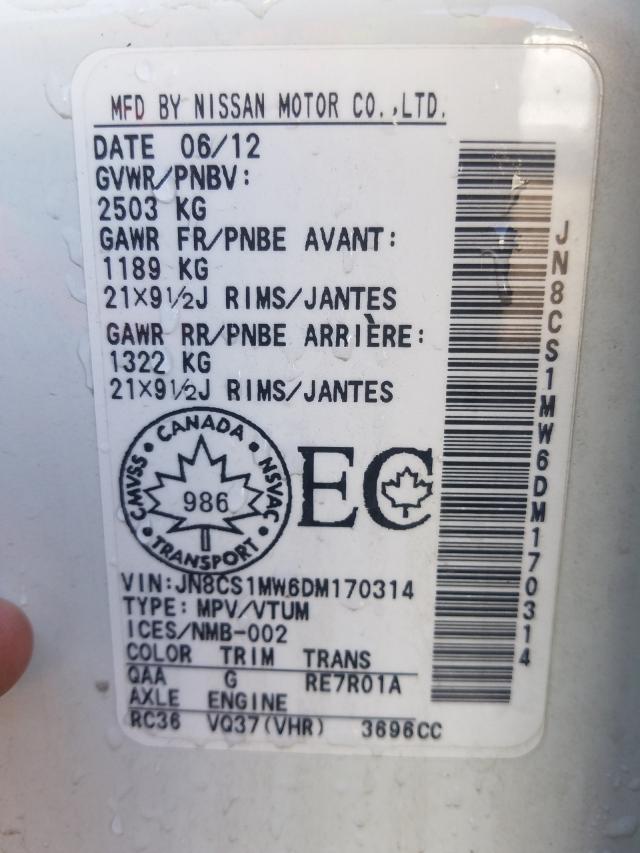 MFD BY NISSAN MOTOR CO.,LTD.
DATE 06/12
GVWR/PNBV:
2503 KG
GAWR FR/PNBE AVANT:
1189 KG
21×9½J RIMS/JANTES
GAWR RR/PNBE ARRIÈRE:
1322 KG
21×9½J RIMS/JANTES
CANADA
CMVSS • NSVAC
986
TRANSPORT
EC
VIN:JN8CS1MW6DM170314
TYPE: MPV/VTUM
ICES/NMB-002
COLOR TRIM TRANS
QAA G RE7R01A
AXLE ENGINE
RC36 VQ37(VHR) 3696CC
JN8CS1MW6DM170314